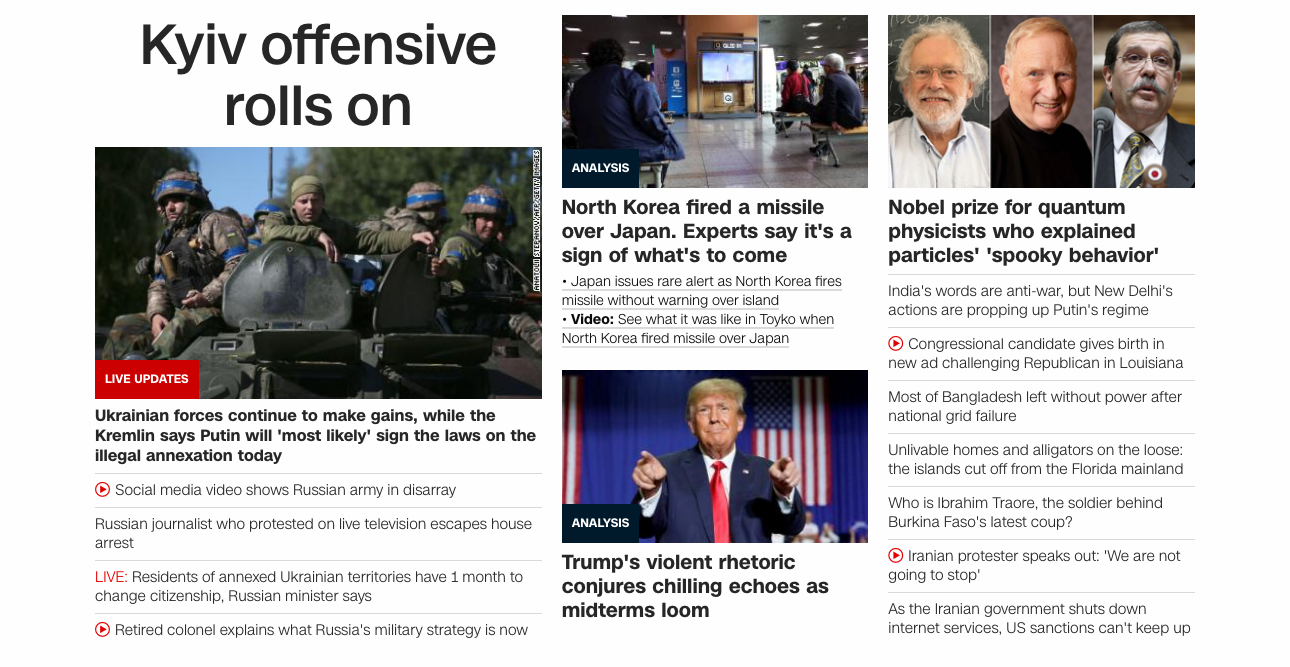 Kyiv offensive
rolls on
ANATOLII STEPANOV/AFP/GETTY IMAGES
LIVE UPDATES
Ukrainian forces continue to make gains, while the
Kremlin says Putin will 'most likely' sign the laws on the
illegal annexation today
Social media video shows Russian army in disarray
Russian journalist who protested on live television escapes house
arrest
LIVE: Residents of annexed Ukrainian territories have 1 month to
change citizenship, Russian minister says
Retired colonel explains what Russia's military strategy is now
ANALYSIS
North Korea fired a missile
over Japan. Experts say it's a
sign of what's to come
• Japan issues rare alert as North Korea fires
missile without warning over island
• Video: See what it was like in Toyko when
North Korea fired missile over Japan
ANALYSIS
Trump's violent rhetoric
conjures chilling echoes as
midterms loom
Nobel prize for quantum
physicists who explained
particles' 'spooky behavior'
India's words are anti-war, but New Delhi's
actions are propping up Putin's regime
Congressional candidate gives birth in
new ad challenging Republican in Louisiana
Most of Bangladesh left without power after
national grid failure
Unlivable homes and alligators on the loose:
the islands cut off from the Florida mainland
Who is Ibrahim Traore, the soldier behind
Burkina Faso's latest coup?
Iranian protester speaks out: 'We are not
going to stop'
As the Iranian government shuts down
internet services, US sanctions can't keep up